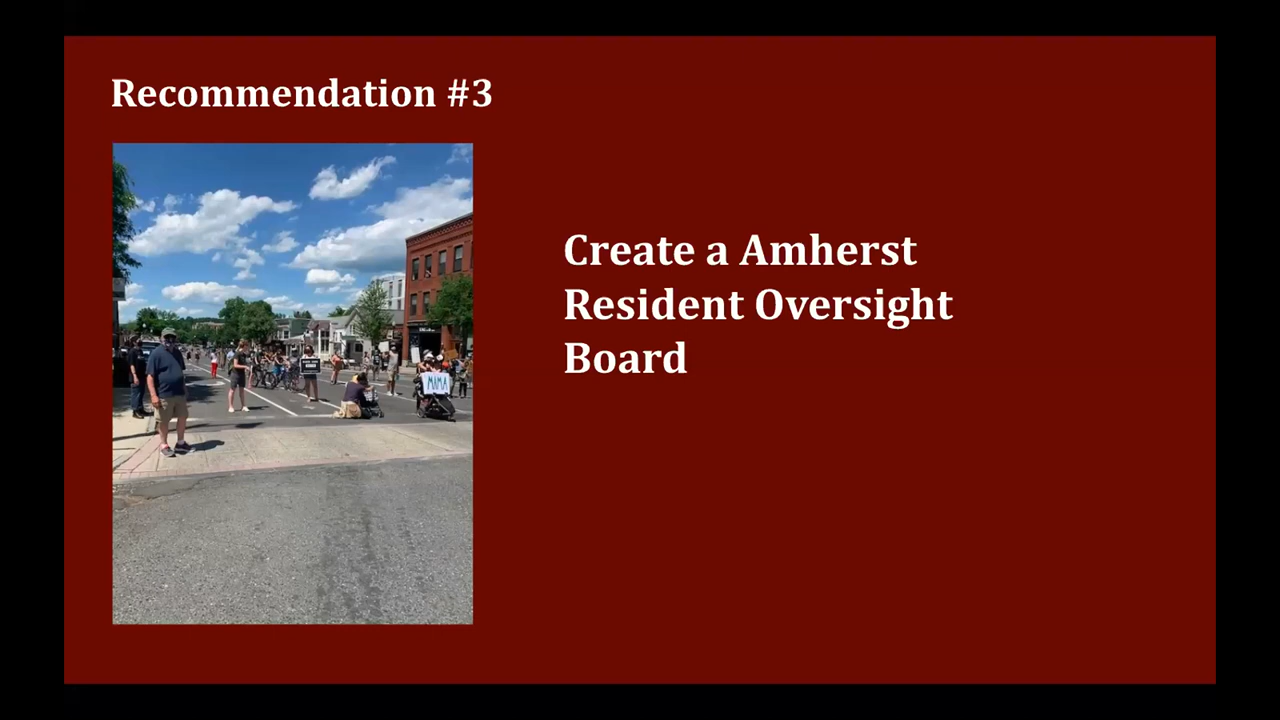 Recommendation #3
Create a Amherst
Resident Oversight
Board
MAMA